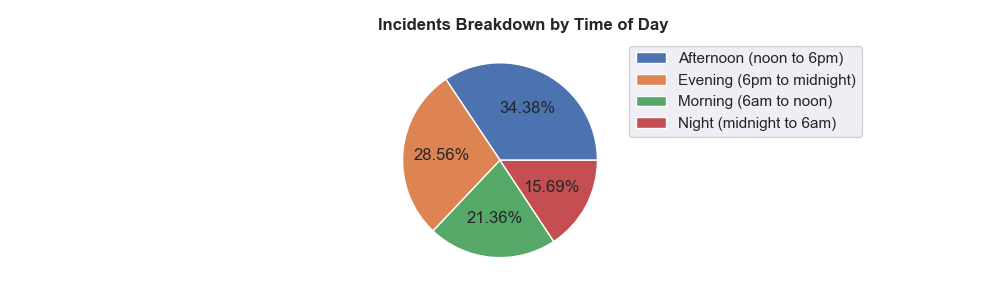 Incidents Breakdown by Time of Day
Afternoon (noon to 6pm)
Evening (6pm to midnight)
Morning (6am to noon)
Night (midnight to 6am)
34.38%
28.56%
15.69%
21.36%